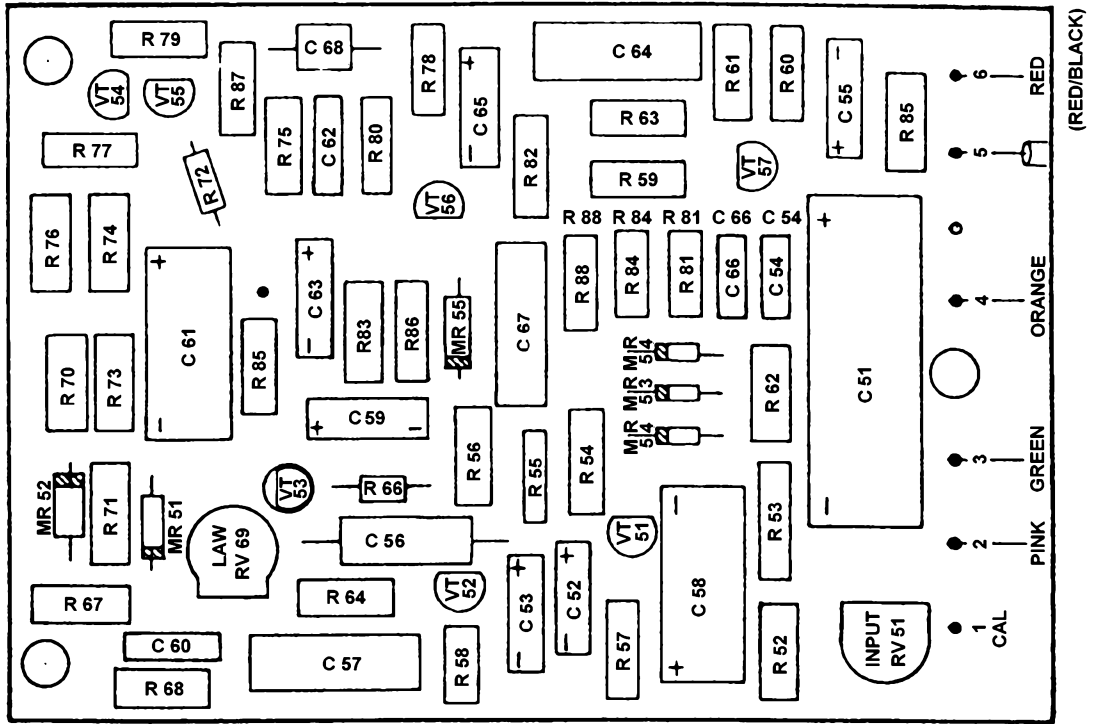 R 79
C 68
R 78
C 64
R 61
R 60
C 55
+
−
R 85
6
RED
(RED/BLACK)
VT 54
VT 55
R 87
C 65
+
−
R 77
R 72
R 75
C 62
R 80
R 82
R 63
R 59
VT 57
5
VT 56
R 76
R 74
R 88 R 84 R 81 C 66 C 54
R 88
R 84
R 81
C 66
C 54
C 61
+
−
C 63
+
−
R 85
R83
R86
MR 55
C 67
C 51
+
−
4
ORANGE
R 70
R 73
MR 54
MR 53
MR 54
R 62
C 59
+
−
R 56
R 55
R 54
MR 52
R 71
MR 51
VT 53
R 66
3
GREEN
LAW RV 69
C 56
VT 51
C 58
−
+
R 53
2
PINK
R 67
R 64
VT 52
C 53
+
−
C 52
+
−
R 57
R 52
INPUT RV 51
1
CAL
C 60
R 68
C 57
R 58